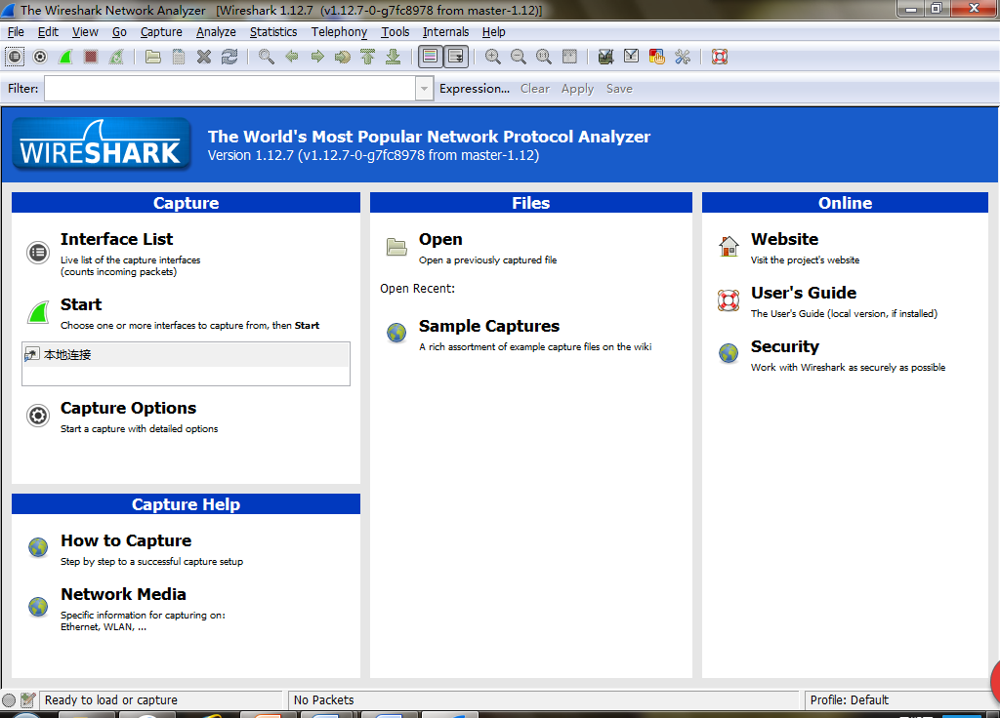 The Wireshark Network Analyzer [Wireshark 1.12.7 (v1.12.7-0-g7fc8978 from master-1.12)]
File Edit View Go Capture Analyze Statistics Telephony Tools Internals Help
Filter: Expression... Clear Apply Save
WIRESHARK
The World's Most Popular Network Protocol Analyzer
Version 1.12.7 (v1.12.7-0-g7fc8978 from master-1.12)
Capture
Interface List
Live list of the capture interfaces
(counts incoming packets)
Start
Choose one or more interfaces to capture from, then Start
本地连接
Capture Options
Start a capture with detailed options
Capture Help
How to Capture
Step by step to a successful capture setup
Network Media
Specific information for capturing on:
Ethernet, WLAN, ...
Files
Open
Open a previously captured file
Open Recent:
Sample Captures
A rich assortment of example capture files on the wiki
Online
Website
Visit the project's website
User's Guide
The User's Guide (local version, if installed)
Security
Work with Wireshark as securely as possible
Ready to load or capture
No Packets
Profile: Default